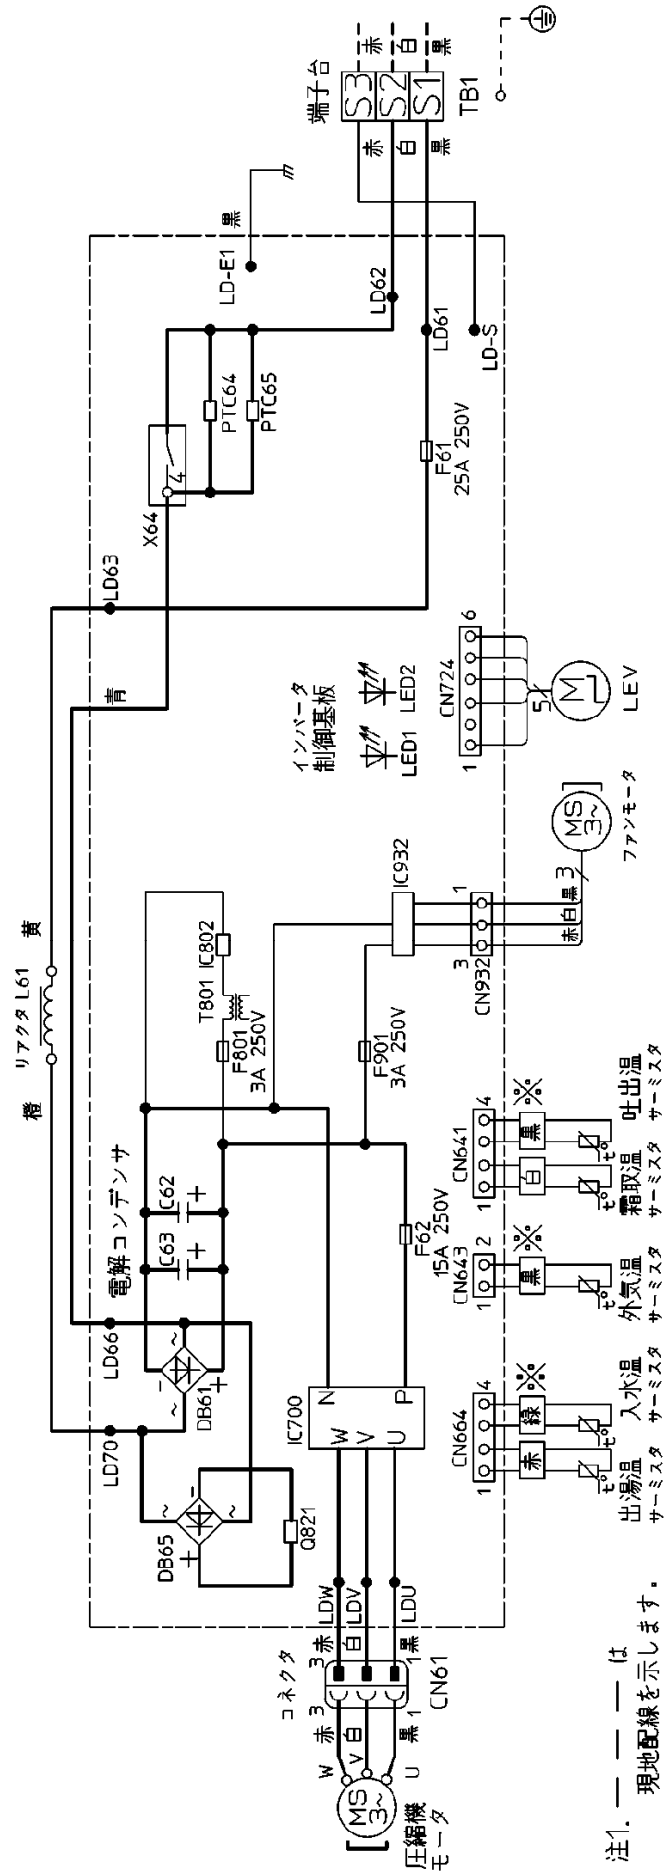 端子台
S3
S2
S1
TB1
赤
白
黒
赤
白
黒
黒
LD-E1
LD62
LD61
LD-S
PTC64
PTC65
X64
4
F61
25A 250V
LD63
青
インバータ
制御基板
LED1
LED2
CN724
1
6
5
M
LEV
リアクタ L61
黄
橙
IC932
T801
IC802
F801
3A 250V
F901
3A 250V
CN932
3
1
赤
白
黒
3
MS
3~
ファンモータ
電解コンデンサ
C63
C62
+
+
LD66
LD70
DB61
~
~
-
+
DB65
~
~
-
+
Q821
F62
15A 250V
IC700
N
P
W
V
U
CN641
1
4
白
黒
※
t°
t°
霜取温
サーミスタ
吐出温
サーミスタ
CN643
1
2
黒
※
t°
外気温
サーミスタ
CN664
1
4
赤
緑
※
t°
t°
出湯温
サーミスタ
入水温
サーミスタ
LDW
LDV
LDU
コネクタ
CN61
3
赤
白
1
黒
3
赤
白
1
黒
W
V
U
MS
3~
圧縮機
モータ
注1. ― ― ― ― は
現地配線を示します。